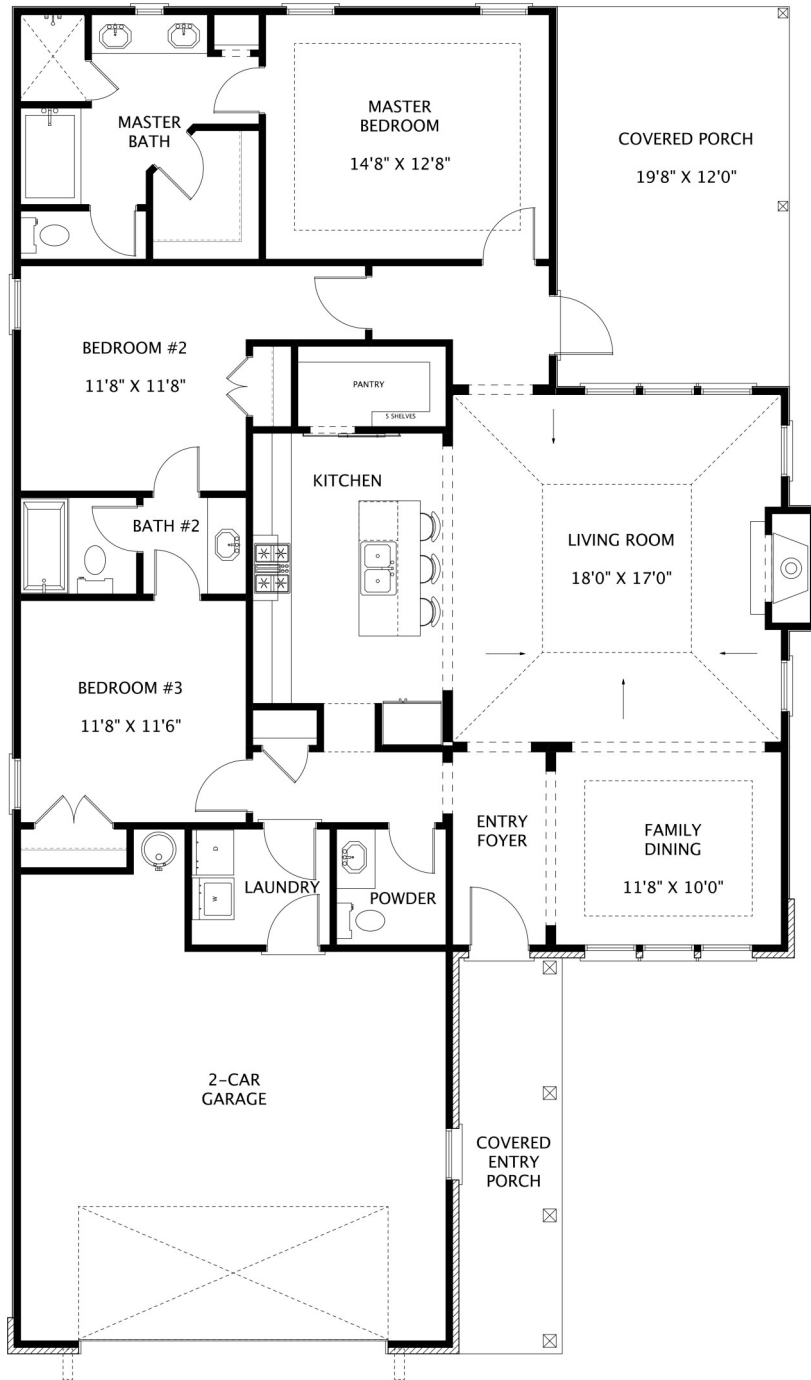 MASTER
BATH
MASTER
BEDROOM
14'8" X 12'8"
COVERED PORCH
19'8" X 12'0"
BEDROOM #2
11'8" X 11'8"
PANTRY
5 SHELVES
KITCHEN
BATH #2
LIVING ROOM
18'0" X 17'0"
BEDROOM #3
11'8" X 11'6"
ENTRY
FOYER
FAMILY
DINING
11'8" X 10'0"
D
W
LAUNDRY
POWDER
2-CAR
GARAGE
COVERED
ENTRY
PORCH